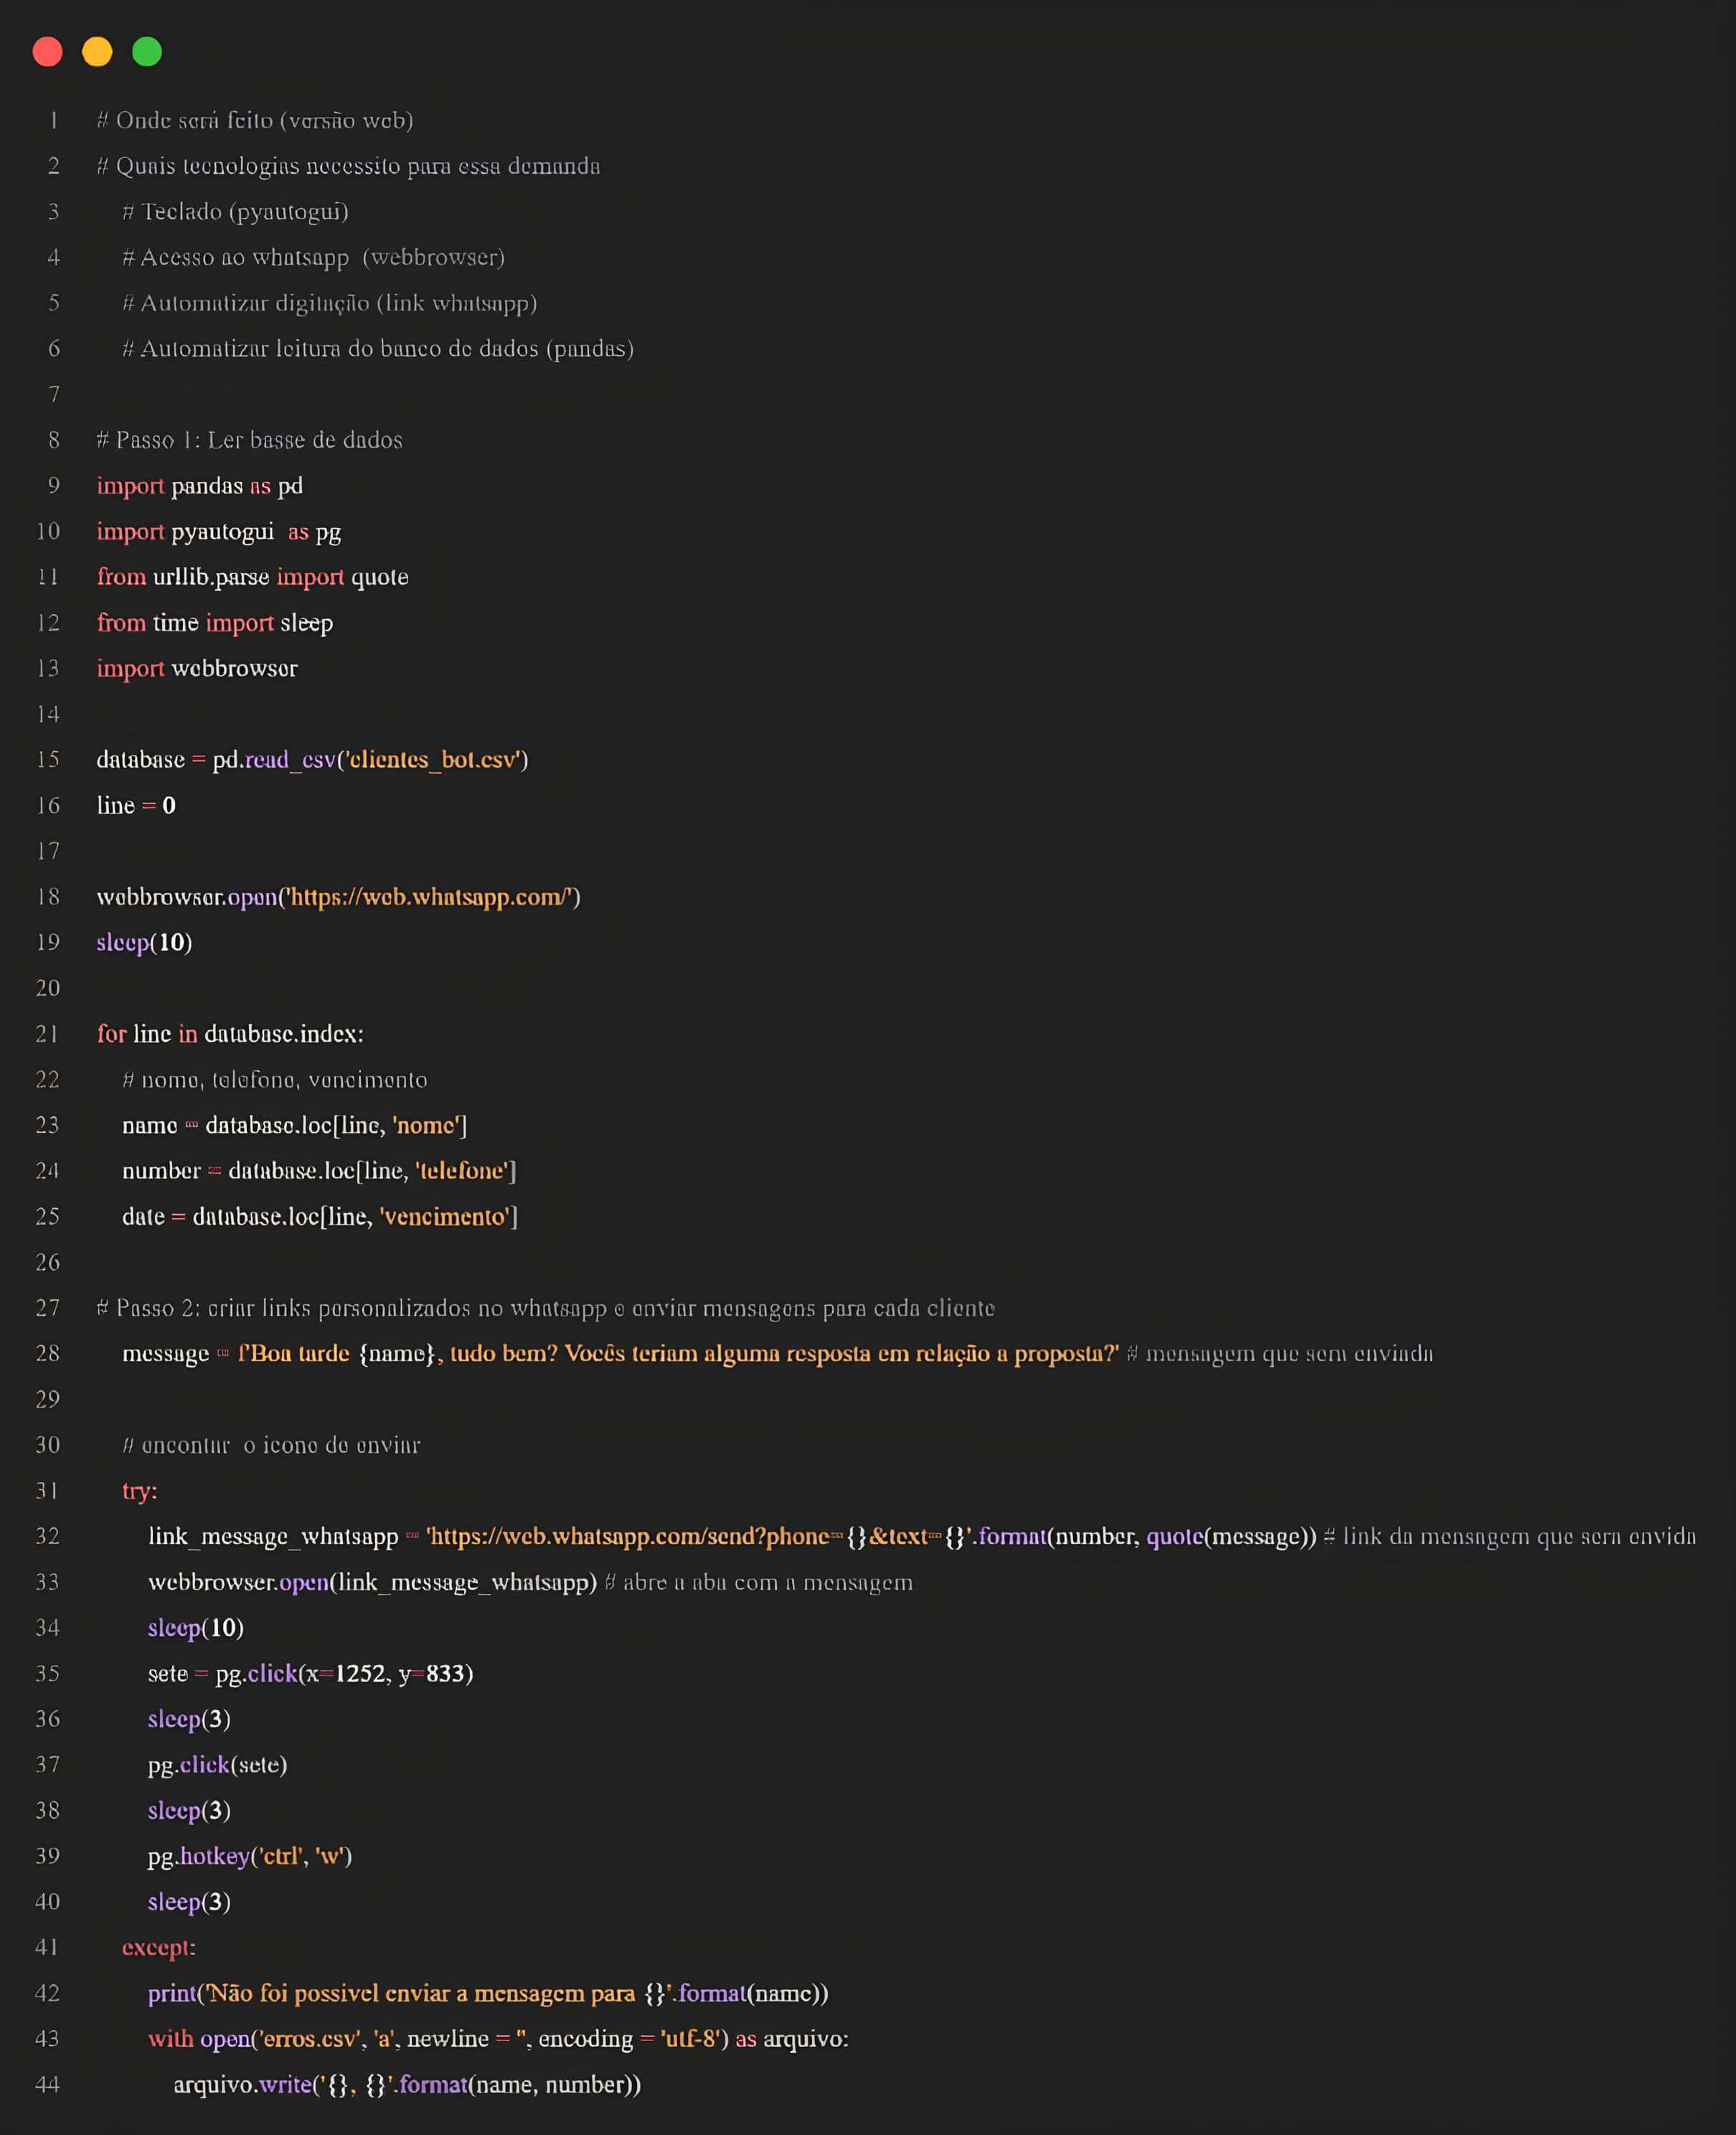 1 # Onde será feito (versão web)
2 # Quais tecnologias necessito para essa demanda
3 # Teclado (pyautogui)
4 # Acesso ao whatsapp  (webbrowser)
5 # Automatizar digitação (link whatsapp)
6 # Automatizar leitura do banco de dados (pandas)
7
8 # Passo 1: Ler basse de dados
9 import pandas as pd
10 import pyautogui  as pg
11 from urllib.parse import quote
12 from time import sleep
13 import webbrowser
14
15 database = pd.read_csv('clientes_bot.csv')
16 line = 0
17
18 webbrowser.open('https://web.whatsapp.com/')
19 sleep(10)
20
21 for line in database.index:
22 # nome, telefone, vencimento
23 name = database.loc[line, 'nome']
24 number = database.loc[line, 'telefone']
25 date = database.loc[line, 'vencimento']
26
27 # Passo 2: criar links personalizados no whatsapp e enviar mensagens para cada cliente
28 message = f'Boa tarde {name}, tudo bem? Vocês teriam alguma resposta em relação a proposta?' # mensagem que sera enviada
29
30 # encontar  o icone de enviar
31 try:
32 link_message_whatsapp = 'https://web.whatsapp.com/send?phone={}&text={}'.format(number, quote(message)) # link da mensagem que sera envida
33 webbrowser.open(link_message_whatsapp) # abre a aba com a mensagem
34 sleep(10)
35 sete = pg.click(x=1252, y=833)
36 sleep(3)
37 pg.click(sete)
38 sleep(3)
39 pg.hotkey('ctrl', 'w')
40 sleep(3)
41 except:
42 print('Não foi possivel enviar a mensagem para {}'.format(name))
43 with open('erros.csv', 'a', newline = '', encoding = 'utf-8') as arquivo:
44 arquivo.write('{}, {}'.format(name, number))